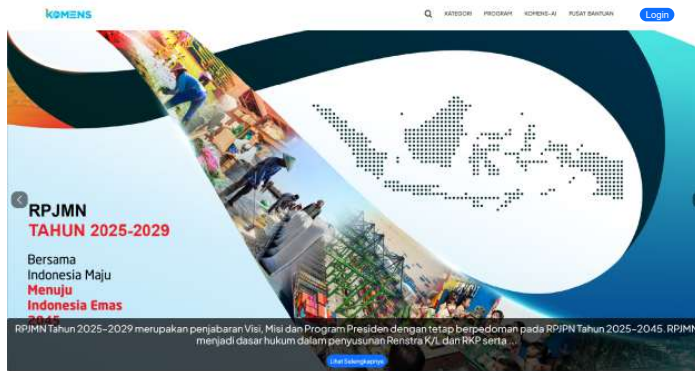 KOMENS
KATEGORI PROGRAM KOMENS-AI PUSAT BANTUAN Login
RPJMN
TAHUN 2025-2029
Bersama
Indonesia Maju
Menuju
Indonesia Emas
2045
RPJMN Tahun 2025-2029 merupakan penjabaran Visi, Misi dan Program Presiden dengan tetap berpedoman pada RPJPN Tahun 2025-2045. RPJMN
menjadi dasar hukum dalam penyusunan Renstra K/L dan RKP serta ...
Lihat Selengkapnya